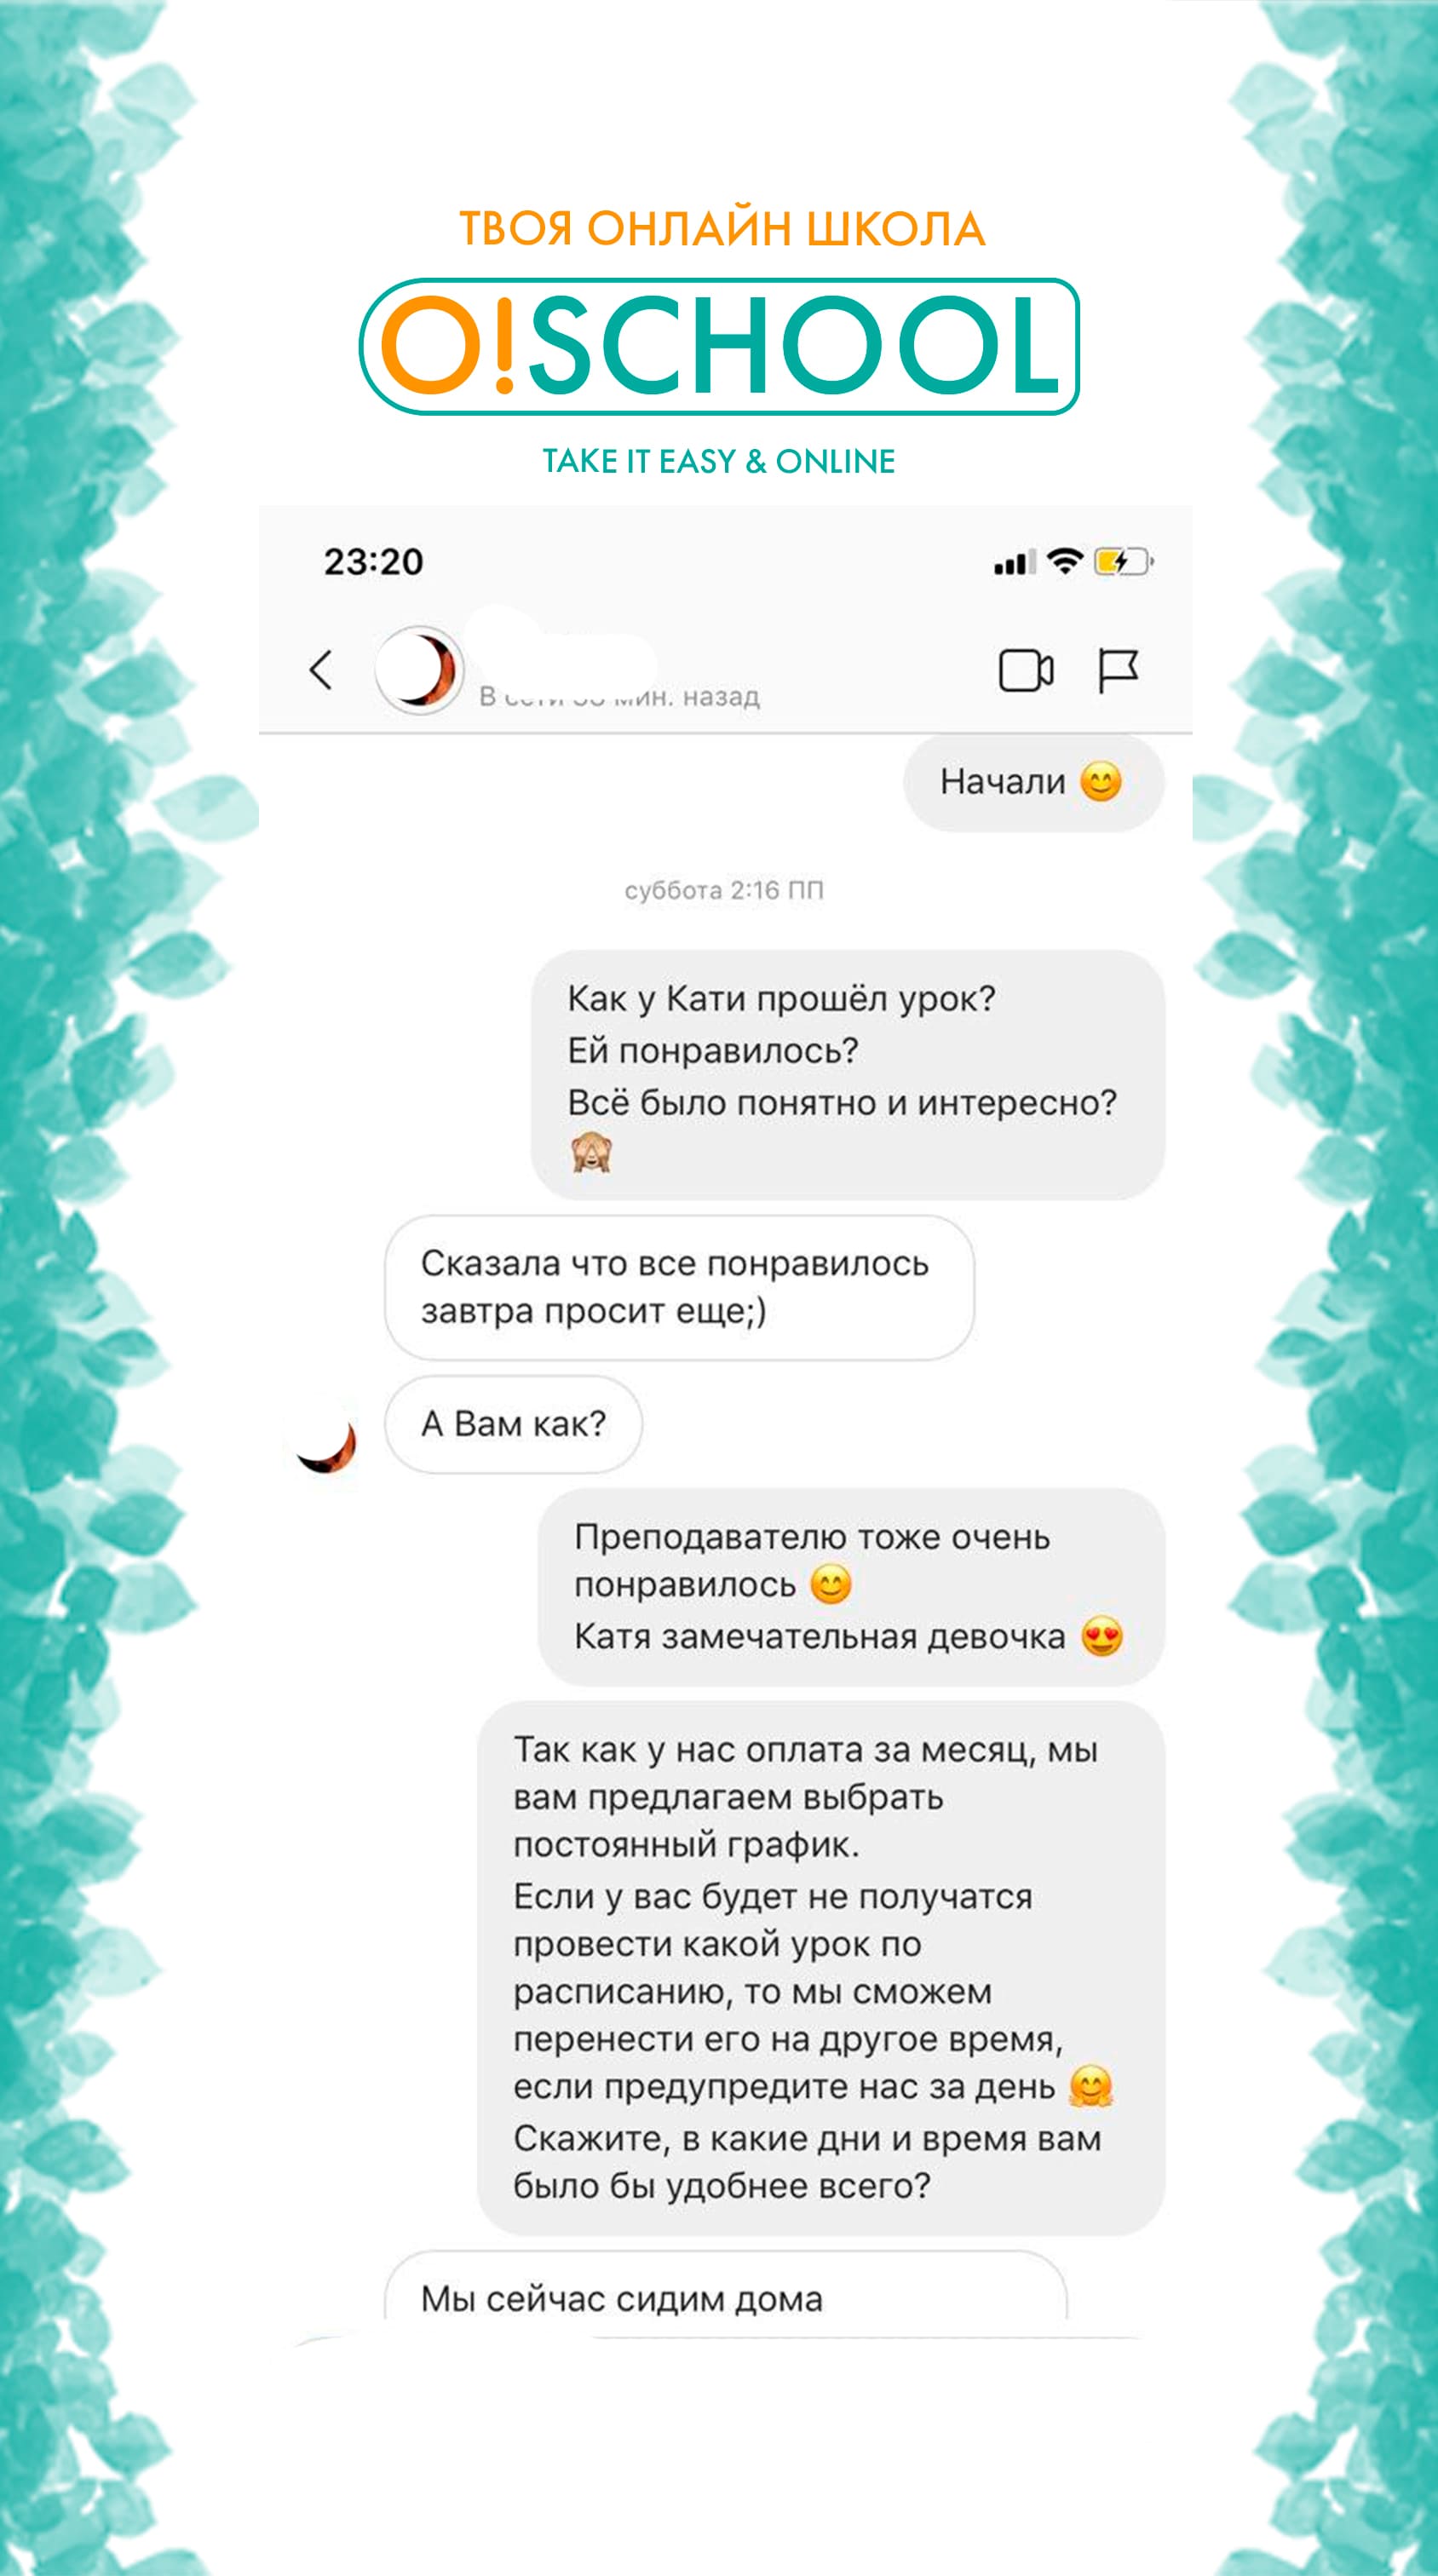 ТВОЯ ОНЛАЙН ШКОЛА
O!SCHOOL
TAKE IT EASY & ONLINE
23:20
В сети мин. назад
Начали 😊
суббота 2:16 ПП
Как у Кати прошёл урок?
Ей понравилось?
Всё было понятно и интересно?
🙈
Сказала что все понравилось
завтра просит еще;)
А Вам как?
Преподавателю тоже очень
понравилось 😊
Катя замечательная девочка 😍
Так как у нас оплата за месяц, мы
вам предлагаем выбрать
постоянный график.
Если у вас будет не получатся
провести какой урок по
расписанию, то мы сможем
перенести его на другое время,
если предупредите нас за день 🤗
Скажите, в какие дни и время вам
было бы удобнее всего?
Мы сейчас сидим дома